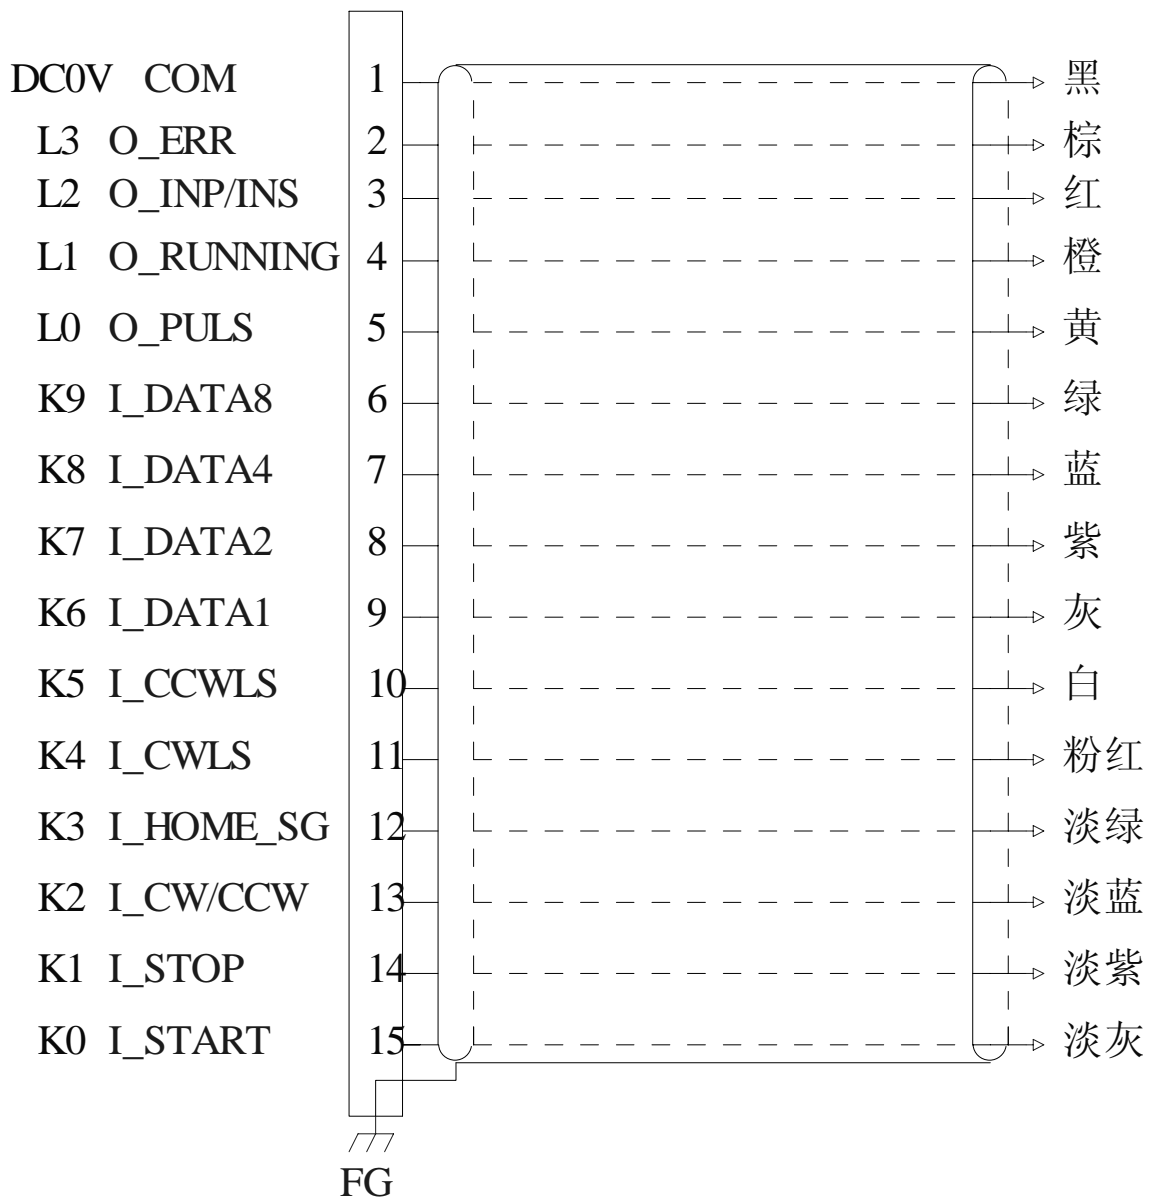 DC0V COM 1 黑
L3 O_ERR 2 棕
L2 O_INP/INS 3 红
L1 O_RUNNING 4 橙
L0 O_PULS 5 黄
K9 I_DATA8 6 绿
K8 I_DATA4 7 蓝
K7 I_DATA2 8 紫
K6 I_DATA1 9 灰
K5 I_CCWLS 10 白
K4 I_CWLS 11 粉红
K3 I_HOME_SG 12 淡绿
K2 I_CW/CCW 13 淡蓝
K1 I_STOP 14 淡紫
K0 I_START 15 淡灰
FG